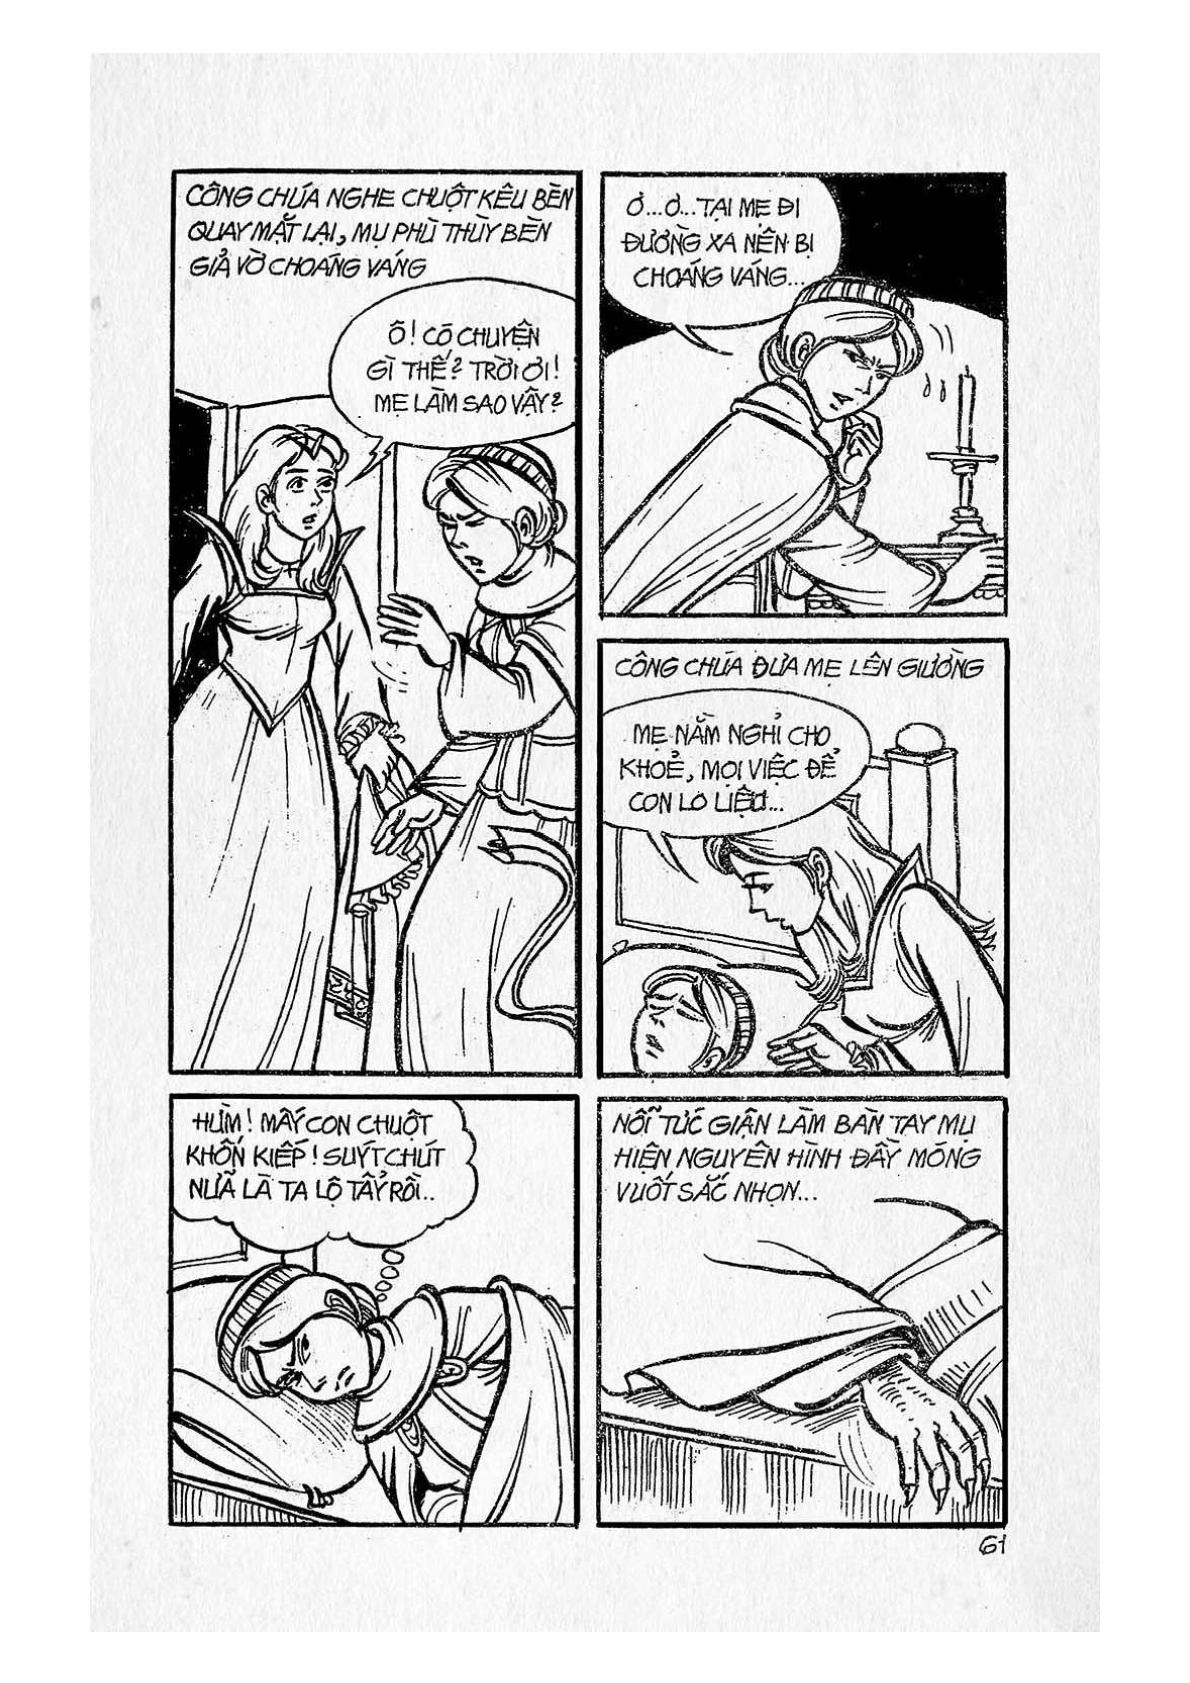 CÔNG CHÚA NGHE CHUỘT KÊU BÈN
QUAY MẶT LẠI, MỤ PHÙ THỦY BÈN
GIẢ VỜ CHOÁNG VÁNG
Ô! CÓ CHUYỆN
GÌ THẾ? TRỜI ƠI!
MẸ LÀM SAO VẬY?
Ờ...Ờ...TẠI MẸ ĐI
ĐƯỜNG XA NÊN BỊ
CHOÁNG VÁNG...
CÔNG CHÚA ĐƯA MẸ LÊN GIƯỜNG
MẸ NẰM NGHỈ CHO
KHOẺ, MỌI VIỆC ĐỂ
CON LO LIỆU...
HỪM! MẤY CON CHUỘT
KHỐN KIẾP! SUÝT CHÚT
NỮA LÀ TA LỘ TẨY RỒI..
NỖI TỨC GIẬN LÀM BÀN TAY MỤ
HIỆN NGUYÊN HÌNH ĐẦY MÓNG
VUỐT SẮC NHỌN...
61